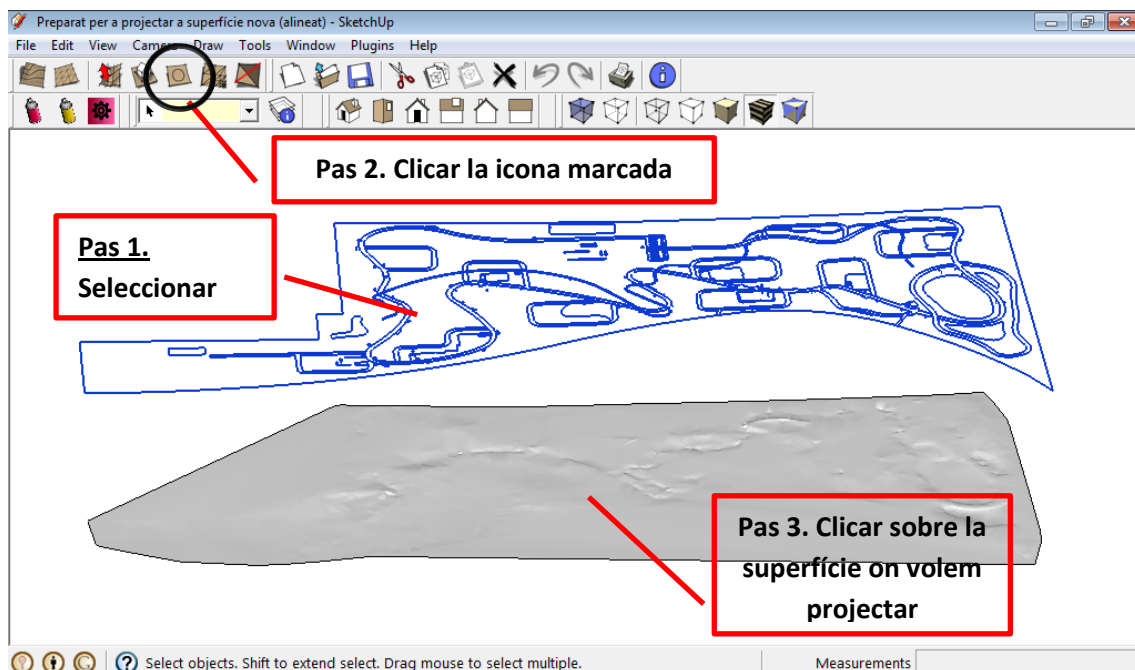 Preparat per a projectar a superfície nova (alineat) - SketchUp
File Edit View Camera Draw Tools Window Plugins Help
Pas 2. Clicar la icona marcada
Pas 1.
Seleccionar
Pas 3. Clicar sobre la
superfície on volem
projectar
Select objects. Shift to extend select. Drag mouse to select multiple.
Measurements